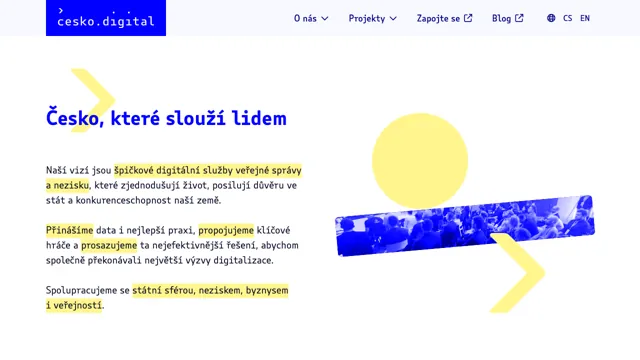 cesko.digital
O nás
Projekty
Zapojte se
Blog
CS
EN
Česko, které slouží lidem
Naší vizí jsou špičkové digitální služby veřejné správy
a nezisku, které zjednodušují život, posilují důvěru ve
stát a konkurenceschopnost naší země.
Přinášíme data i nejlepší praxi, propojujeme klíčové
hráče a prosazujeme ta nejefektivnější řešení, abychom
společně překonávali největší výzvy digitalizace.
Spolupracujeme se státní sférou, neziskem, byznysem
i veřejností.